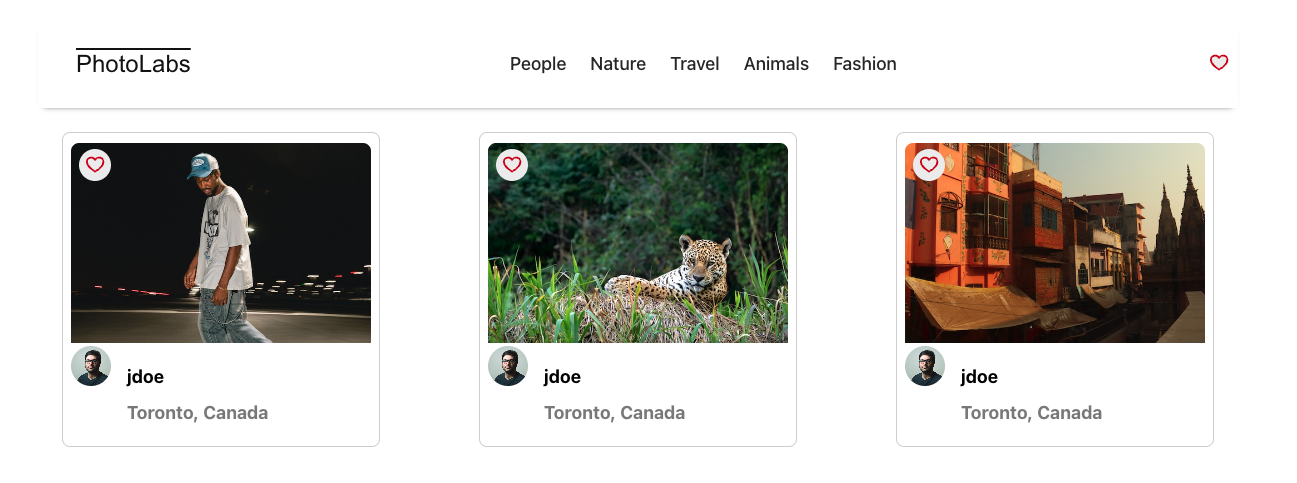 PhotoLabs
People Nature Travel Animals Fashion
jdoe
Toronto, Canada
jdoe
Toronto, Canada
jdoe
Toronto, Canada